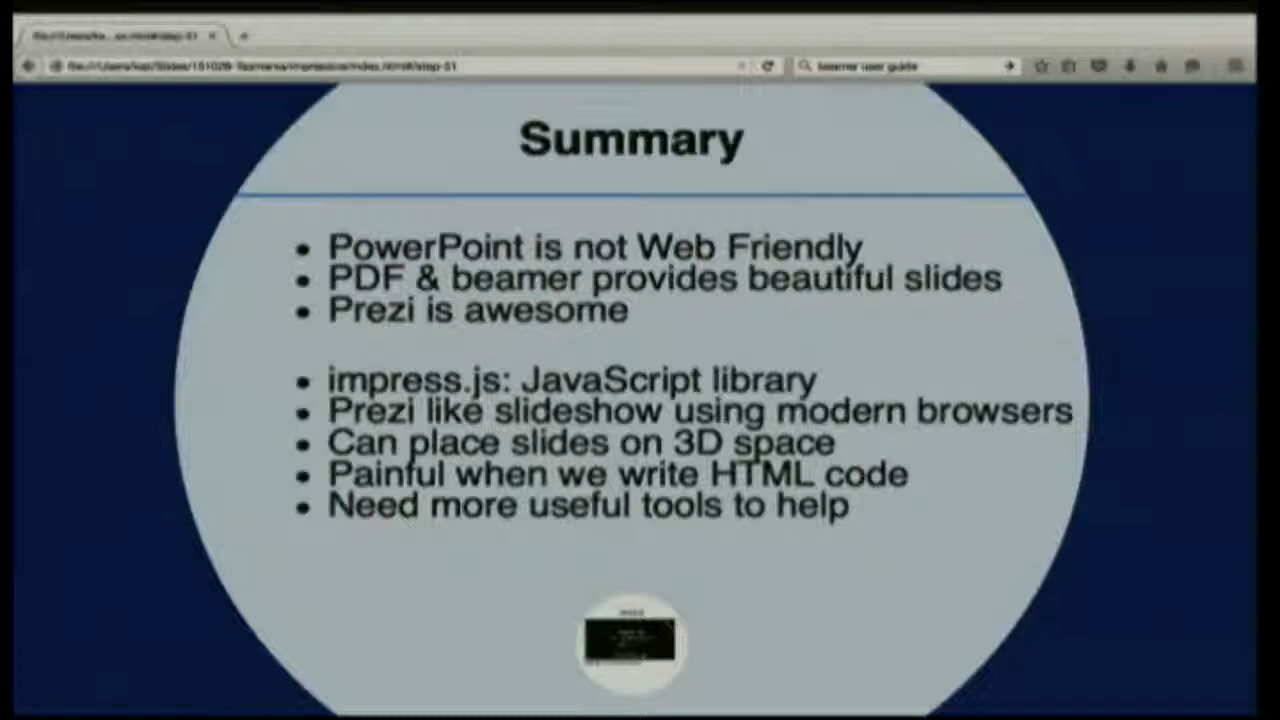 beamer user guide
Summary
• PowerPoint is not Web Friendly
• PDF & beamer provides beautiful slides
• Prezi is awesome
• impress.js: JavaScript library
• Prezi like slideshow using modern browsers
• Can place slides on 3D space
• Painful when we write HTML code
• Need more useful tools to help